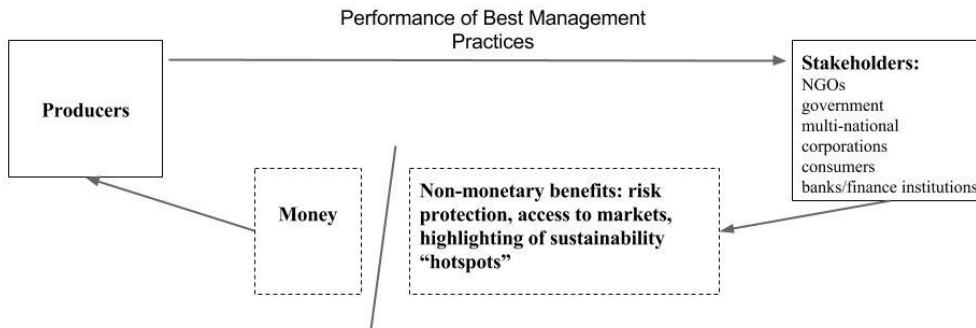 Performance of Best Management
Practices
Producers
Stakeholders:
NGOs
government
multi-national
corporations
consumers
banks/finance institutions
Money
Non-monetary benefits: risk
protection, access to markets,
highlighting of sustainability
“hotspots”